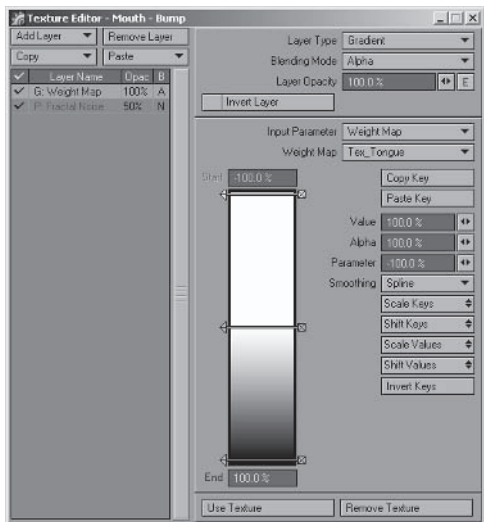 Texture Editor - Mouth - Bump
Add Layer
Remove Layer
Copy
Paste
Layer Name Opac B
G: Weight Map 100% A
P: Fractal Noise 50% N
Layer Type Gradient
Blending Mode Alpha
Layer Opacity 100.0 % E
Invert Layer
Input Parameter Weight Map
Weight Map Tex_Tongue
Start -100.0 %
Copy Key
Paste Key
Value 100.0 %
Alpha 100.0 %
Parameter -100.0 %
Smoothing Spline
Scale Keys
Shift Keys
Scale Values
Shift Values
Invert Keys
End 100.0 %
Use Texture
Remove Texture